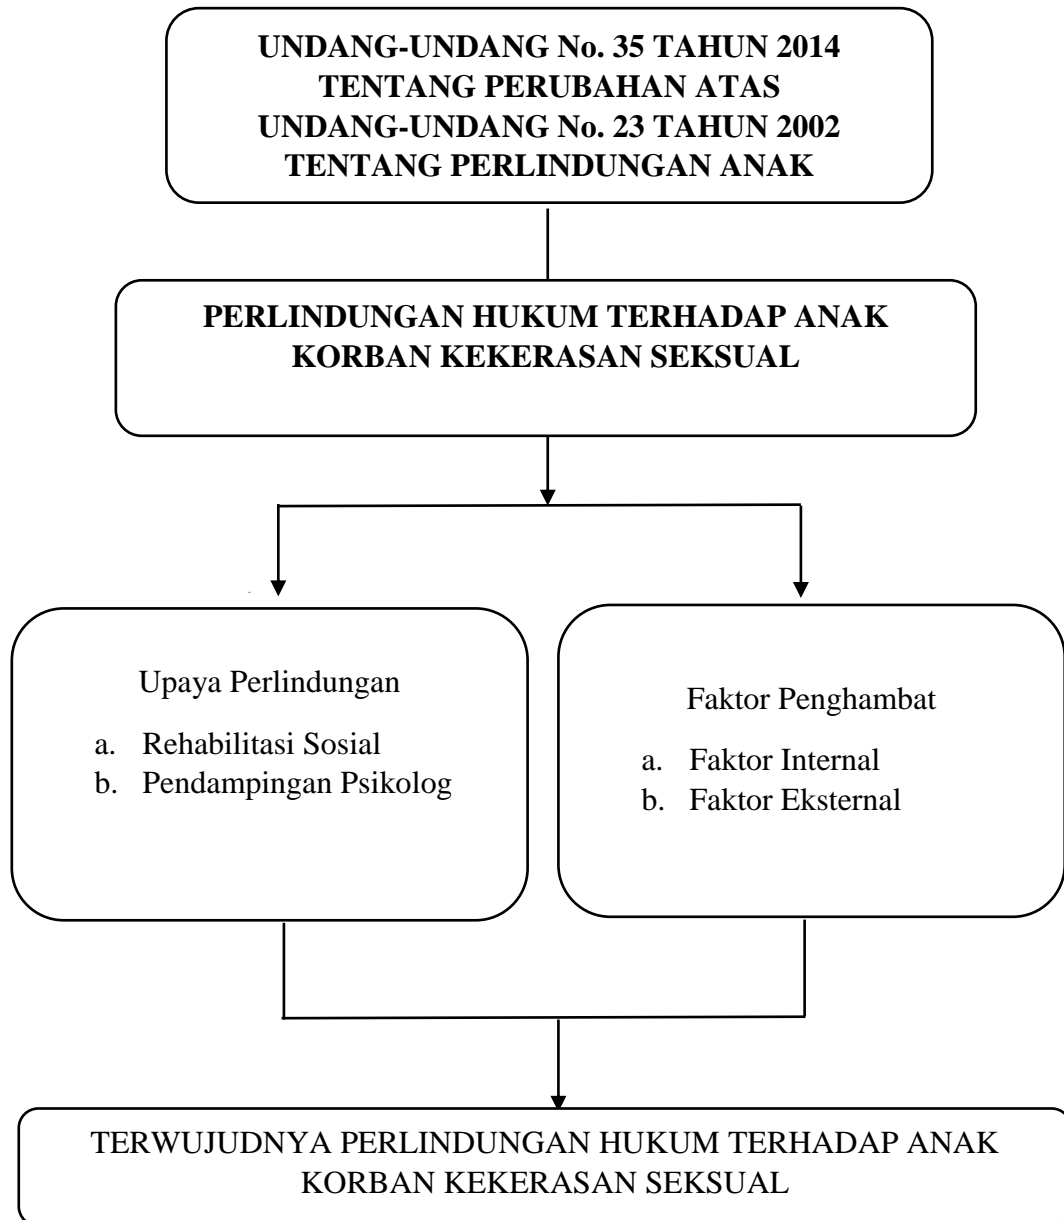 UNDANG-UNDANG No. 35 TAHUN 2014
TENTANG PERUBAHAN ATAS
UNDANG-UNDANG No. 23 TAHUN 2002
TENTANG PERLINDUNGAN ANAK
PERLINDUNGAN HUKUM TERHADAP ANAK
KORBAN KEKERASAN SEKSUAL
Upaya Perlindungan
a. Rehabilitasi Sosial
b. Pendampingan Psikolog
Faktor Penghambat
a. Faktor Internal
b. Faktor Eksternal
TERWUJUDNYA PERLINDUNGAN HUKUM TERHADAP ANAK
KORBAN KEKERASAN SEKSUAL